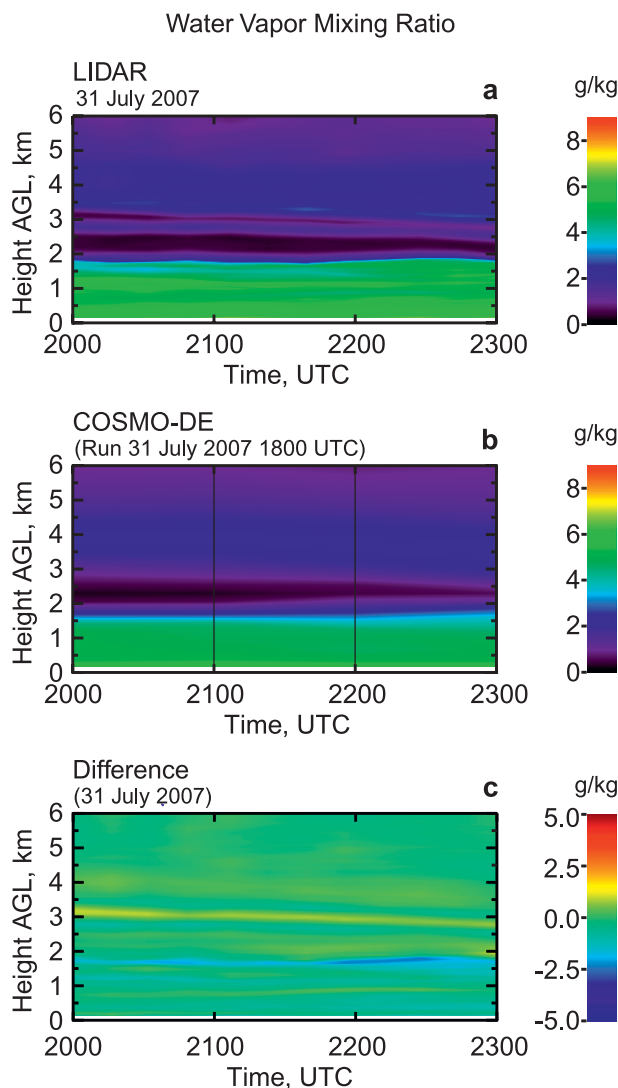 Water Vapor Mixing Ratio
LIDAR
31 July 2007
a
g/kg
6
5
4
3
2
1
0
Height AGL, km
2000 2100 2200 2300
Time, UTC
8
6
4
2
0
COSMO-DE
(Run 31 July 2007 1800 UTC)
b
g/kg
6
5
4
3
2
1
0
Height AGL, km
2000 2100 2200 2300
Time, UTC
8
6
4
2
0
Difference
(31 July 2007)
c
g/kg
6
5
4
3
2
1
0
Height AGL, km
2000 2100 2200 2300
Time, UTC
5.0
2.5
0.0
-2.5
-5.0